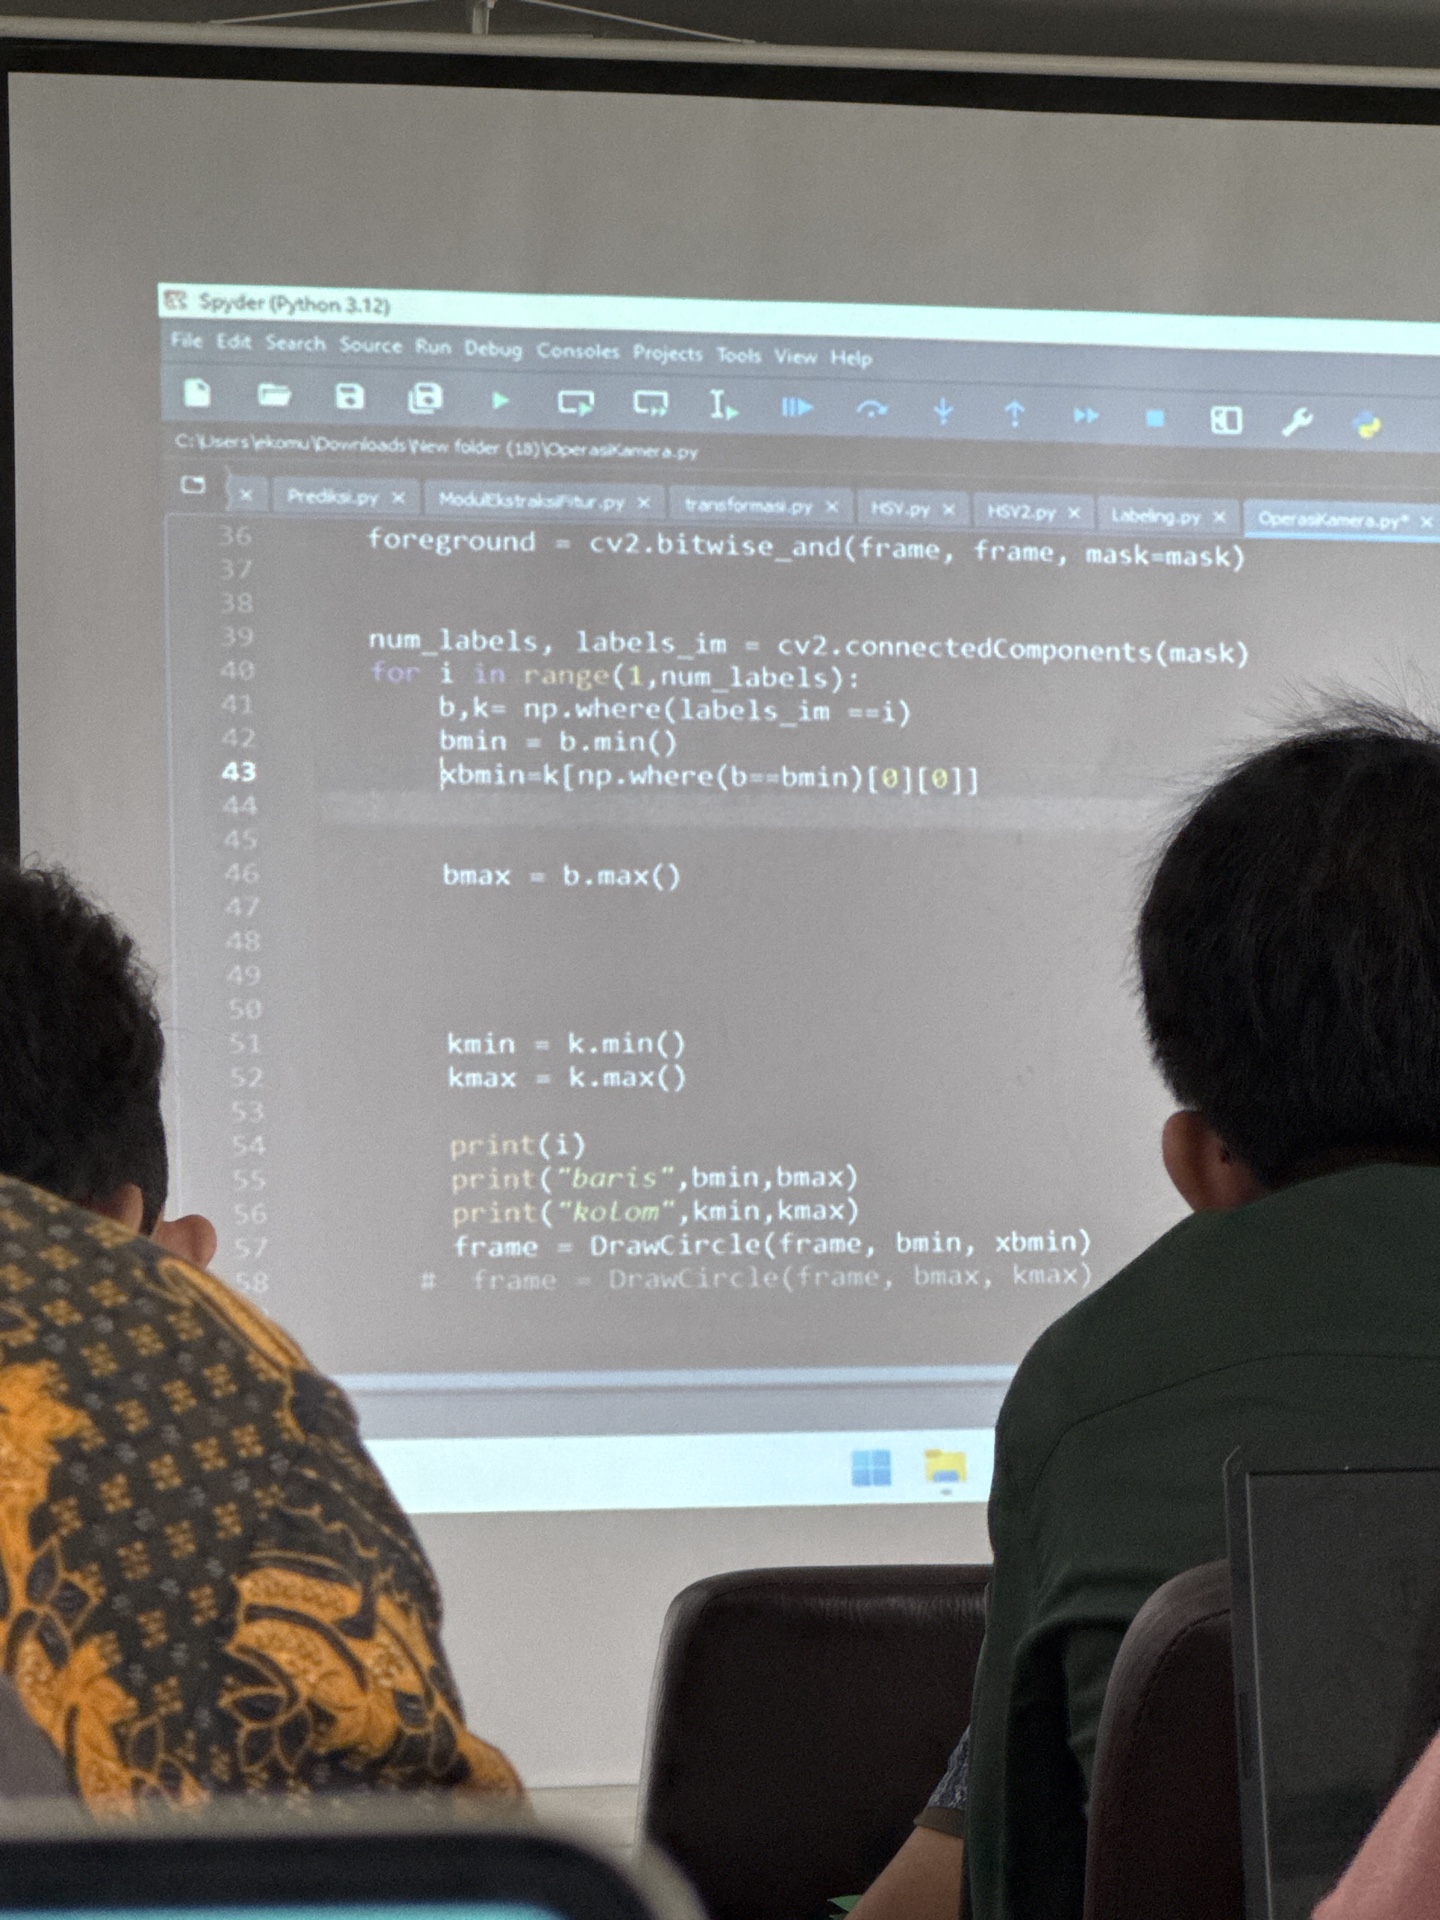 Spyder (Python 3.12)
File Edit Search Source Run Debug Consoles Projects Tools View Help
C:\Users\ekomu\Downloads\New folder (18)\OperasiKamera.py
Prediksi.py ModulEkstraksiFitur.py transformasi.py HSV.py HSV2.py Labeling.py OperasiKamera.py*
36 foreground = cv2.bitwise_and(frame, frame, mask=mask)
37
38
39 num_labels, labels_im = cv2.connectedComponents(mask)
40 for i in range(1,num_labels):
41 b,k= np.where(labels_im ==i)
42 bmin = b.min()
43 xbmin=k[np.where(b==bmin)[0][0]]
44
45
46 bmax = b.max()
47
48
49
50
51 kmin = k.min()
52 kmax = k.max()
53
54 print(i)
55 print("baris",bmin,bmax)
56 print("kolom",kmin,kmax)
57 frame = DrawCircle(frame, bmin, xbmin)
58 # frame = DrawCircle(frame, bmax, kmax)